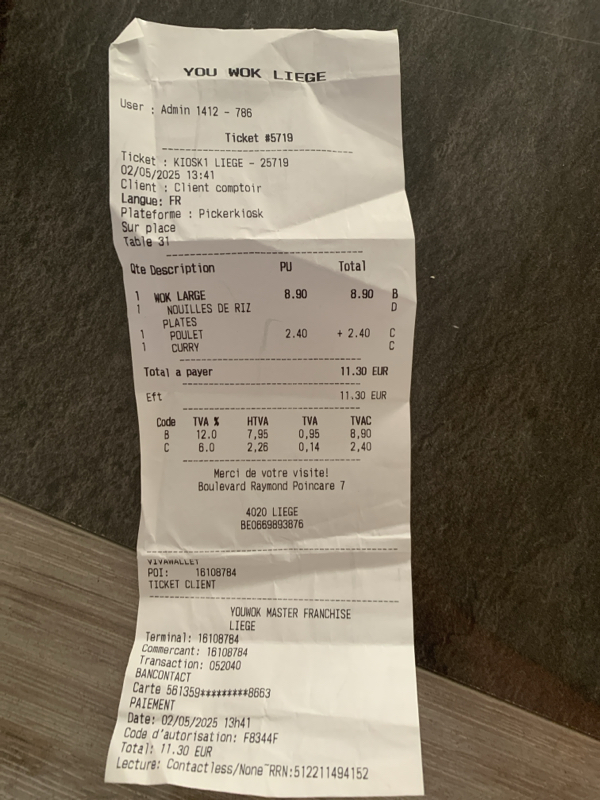 YOU WOK LIEGE
User : Admin 1412 - 786
Ticket #5719
Ticket : KIOSK1 LIEGE - 25719
02/05/2025 13:41
Client : Client comptoir
Langue: FR
Plateforme : Pickerkiosk
Sur place
Table 31
Qte Description PU Total
1 WOK LARGE 8.90 8.90 B
1 NOUILLES DE RIZ D
PLATES
1 POULET 2.40 + 2.40 C
1 CURRY C
Total a payer 11.30 EUR
Eft 11.30 EUR
Code TVA % HTVA TVA TVAC
B 12.0 7,95 0,95 8,90
C 6.0 2,26 0,14 2,40
Merci de votre visite!
Boulevard Raymond Poincare 7
4020 LIEGE
BE0869893876
VIVAWALLET
POI: 16108784
TICKET CLIENT
YOUWOK MASTER FRANCHISE
LIEGE
Terminal: 16108784
Commercant: 16108784
Transaction: 052040
BANCONTACT
Carte 561359*********8663
PAIEMENT
Date: 02/05/2025 13h41
Code d'autorisation: F8344F
Total: 11.30 EUR
Lecture: Contactless/None~RRN:512211494152